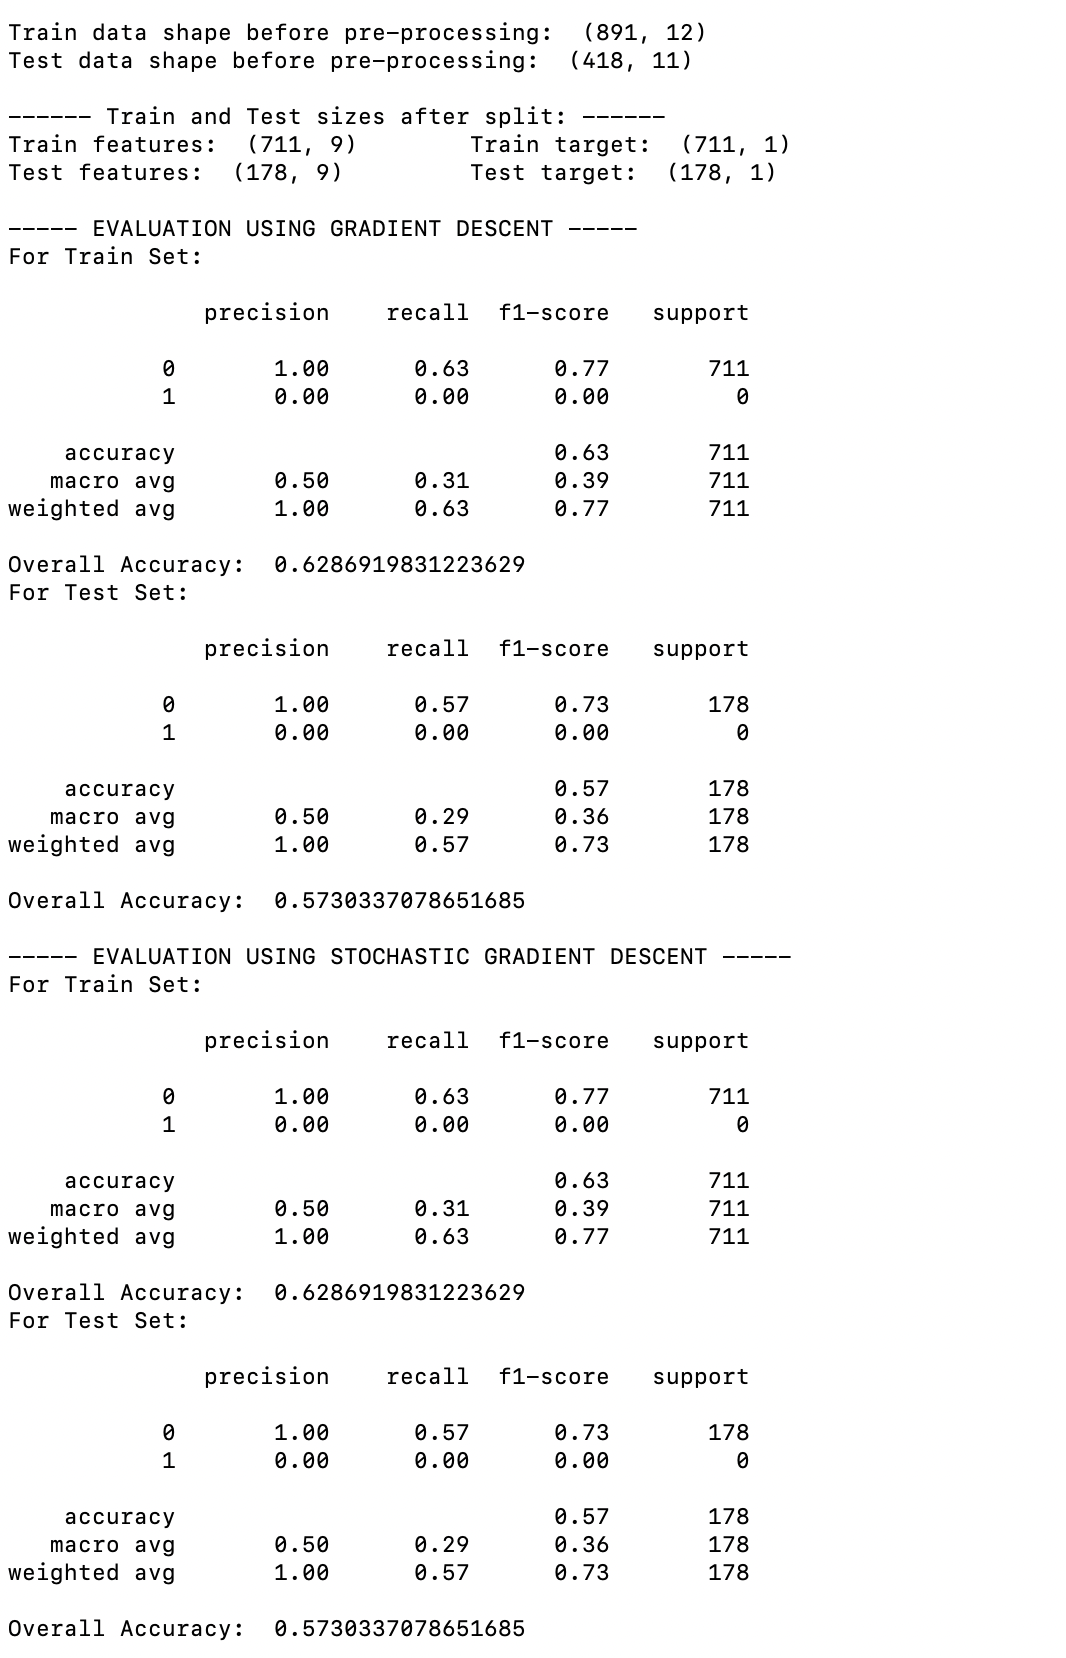 Train data shape before pre-processing:  (891, 12)
Test data shape before pre-processing:  (418, 11)
------ Train and Test sizes after split: ------
Train features:  (711, 9)        Train target:  (711, 1)
Test features:  (178, 9)         Test target:  (178, 1)
----- EVALUATION USING GRADIENT DESCENT -----
For Train Set:
              precision    recall  f1-score   support
           0       1.00      0.63      0.77       711
           1       0.00      0.00      0.00         0
    accuracy                           0.63       711
   macro avg       0.50      0.31      0.39       711
weighted avg       1.00      0.63      0.77       711
Overall Accuracy:  0.6286919831223629
For Test Set:
              precision    recall  f1-score   support
           0       1.00      0.57      0.73       178
           1       0.00      0.00      0.00         0
    accuracy                           0.57       178
   macro avg       0.50      0.29      0.36       178
weighted avg       1.00      0.57      0.73       178
Overall Accuracy:  0.5730337078651685
----- EVALUATION USING STOCHASTIC GRADIENT DESCENT -----
For Train Set:
              precision    recall  f1-score   support
           0       1.00      0.63      0.77       711
           1       0.00      0.00      0.00         0
    accuracy                           0.63       711
   macro avg       0.50      0.31      0.39       711
weighted avg       1.00      0.63      0.77       711
Overall Accuracy:  0.6286919831223629
For Test Set:
              precision    recall  f1-score   support
           0       1.00      0.57      0.73       178
           1       0.00      0.00      0.00         0
    accuracy                           0.57       178
   macro avg       0.50      0.29      0.36       178
weighted avg       1.00      0.57      0.73       178
Overall Accuracy:  0.5730337078651685